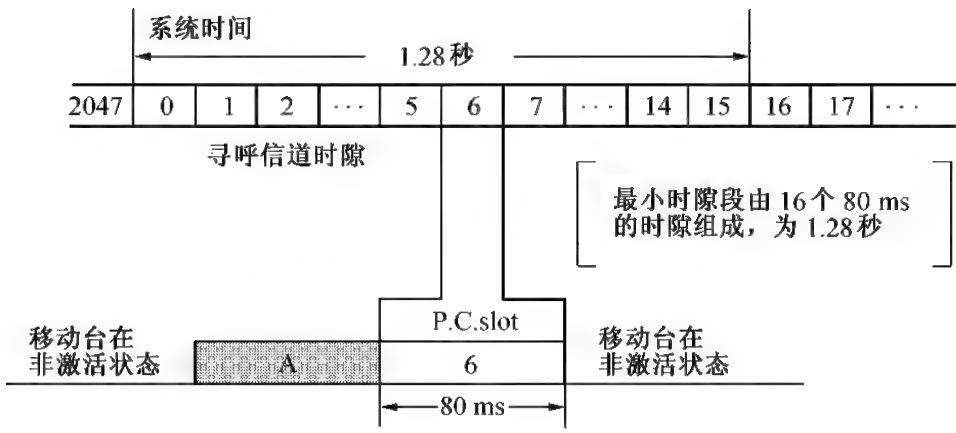 系统时间
1.28秒
2047 0 1 2 ··· 5 6 7 ··· 14 15 16 17 ···
寻呼信道时隙
最小时隙段由 16个 80 ms
的时隙组成，为 1.28秒
P.C.slot
移动台在
非激活状态
A
6
移动台在
非激活状态
80 ms